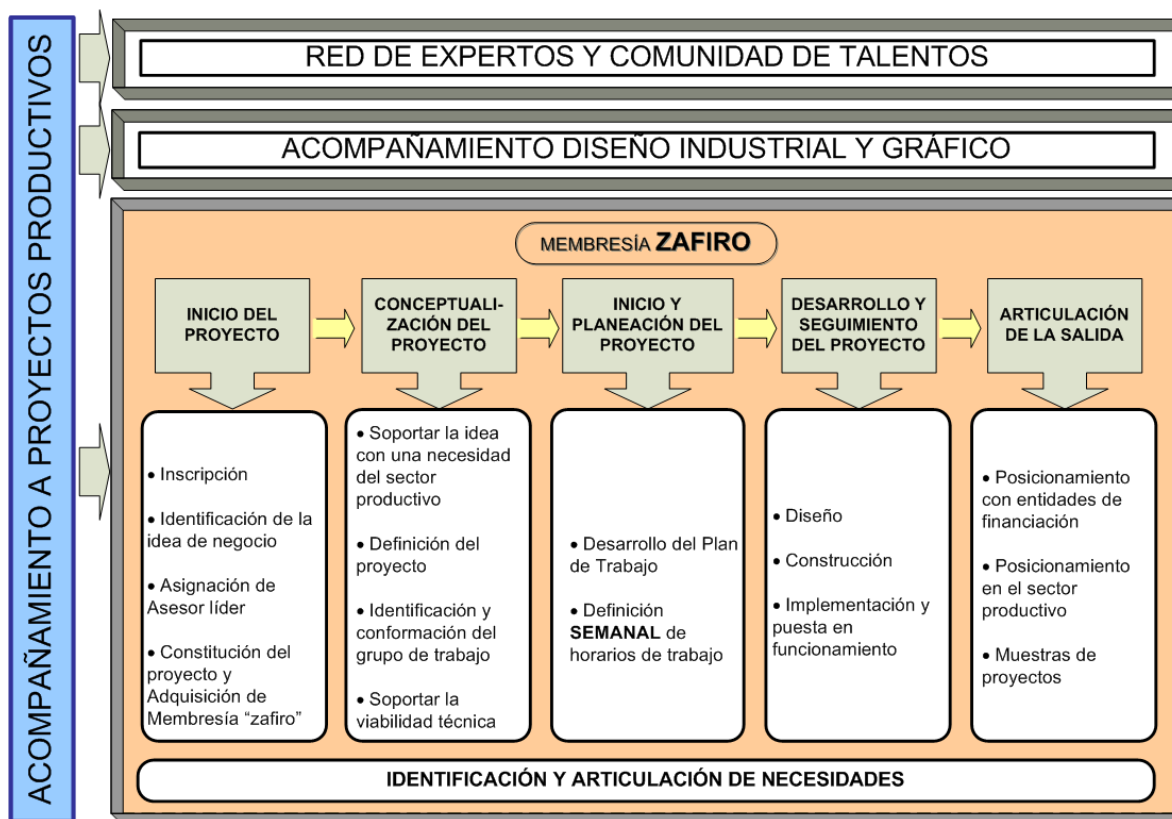 ACOMPAÑAMIENTO A PROYECTOS PRODUCTIVOS
RED DE EXPERTOS Y COMUNIDAD DE TALENTOS
ACOMPAÑAMIENTO DISEÑO INDUSTRIAL Y GRÁFICO
MEMBRESÍA ZAFIRO
INICIO DEL
PROYECTO
CONCEPTUALI-
ZACIÓN DEL
PROYECTO
INICIO Y
PLANEACIÓN DEL
PROYECTO
DESARROLLO Y
SEGUIMIENTO
DEL PROYECTO
ARTICULACIÓN
DE LA SALIDA
• Inscripción
• Identificación de la
idea de negocio
• Asignación de
Asesor líder
• Constitución del
proyecto y
Adquisición de
Membresía “zafiro”
• Soportar la idea
con una necesidad
del sector
productivo
• Definición del
proyecto
• Identificación y
conformación del
grupo de trabajo
• Soportar la
viabilidad técnica
• Desarrollo del Plan
de Trabajo
• Definición
SEMANAL de
horarios de trabajo
• Diseño
• Construcción
• Implementación y
puesta en
funcionamiento
• Posicionamiento
con entidades de
financiación
• Posicionamiento
en el sector
productivo
• Muestras de
proyectos
IDENTIFICACIÓN Y ARTICULACIÓN DE NECESIDADES